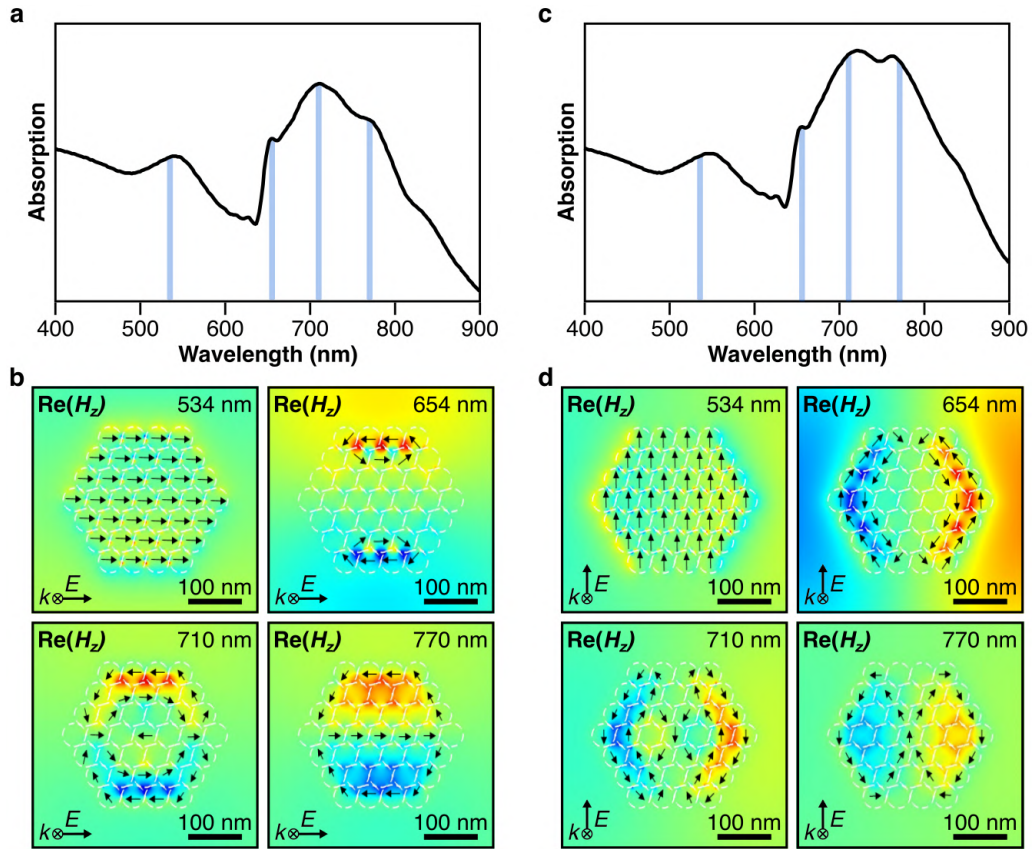 a
Absorption
400 500 600 700 800 900
Wavelength (nm)
b
Re(Hz) 534 nm
k⊗ E 100 nm
Re(Hz) 654 nm
k⊗ E 100 nm
Re(Hz) 710 nm
k⊗ E 100 nm
Re(Hz) 770 nm
k⊗ E 100 nm
c
Absorption
400 500 600 700 800 900
Wavelength (nm)
d
Re(Hz) 534 nm
k⊗ E 100 nm
Re(Hz) 654 nm
k⊗ E 100 nm
Re(Hz) 710 nm
k⊗ E 100 nm
Re(Hz) 770 nm
k⊗ E 100 nm